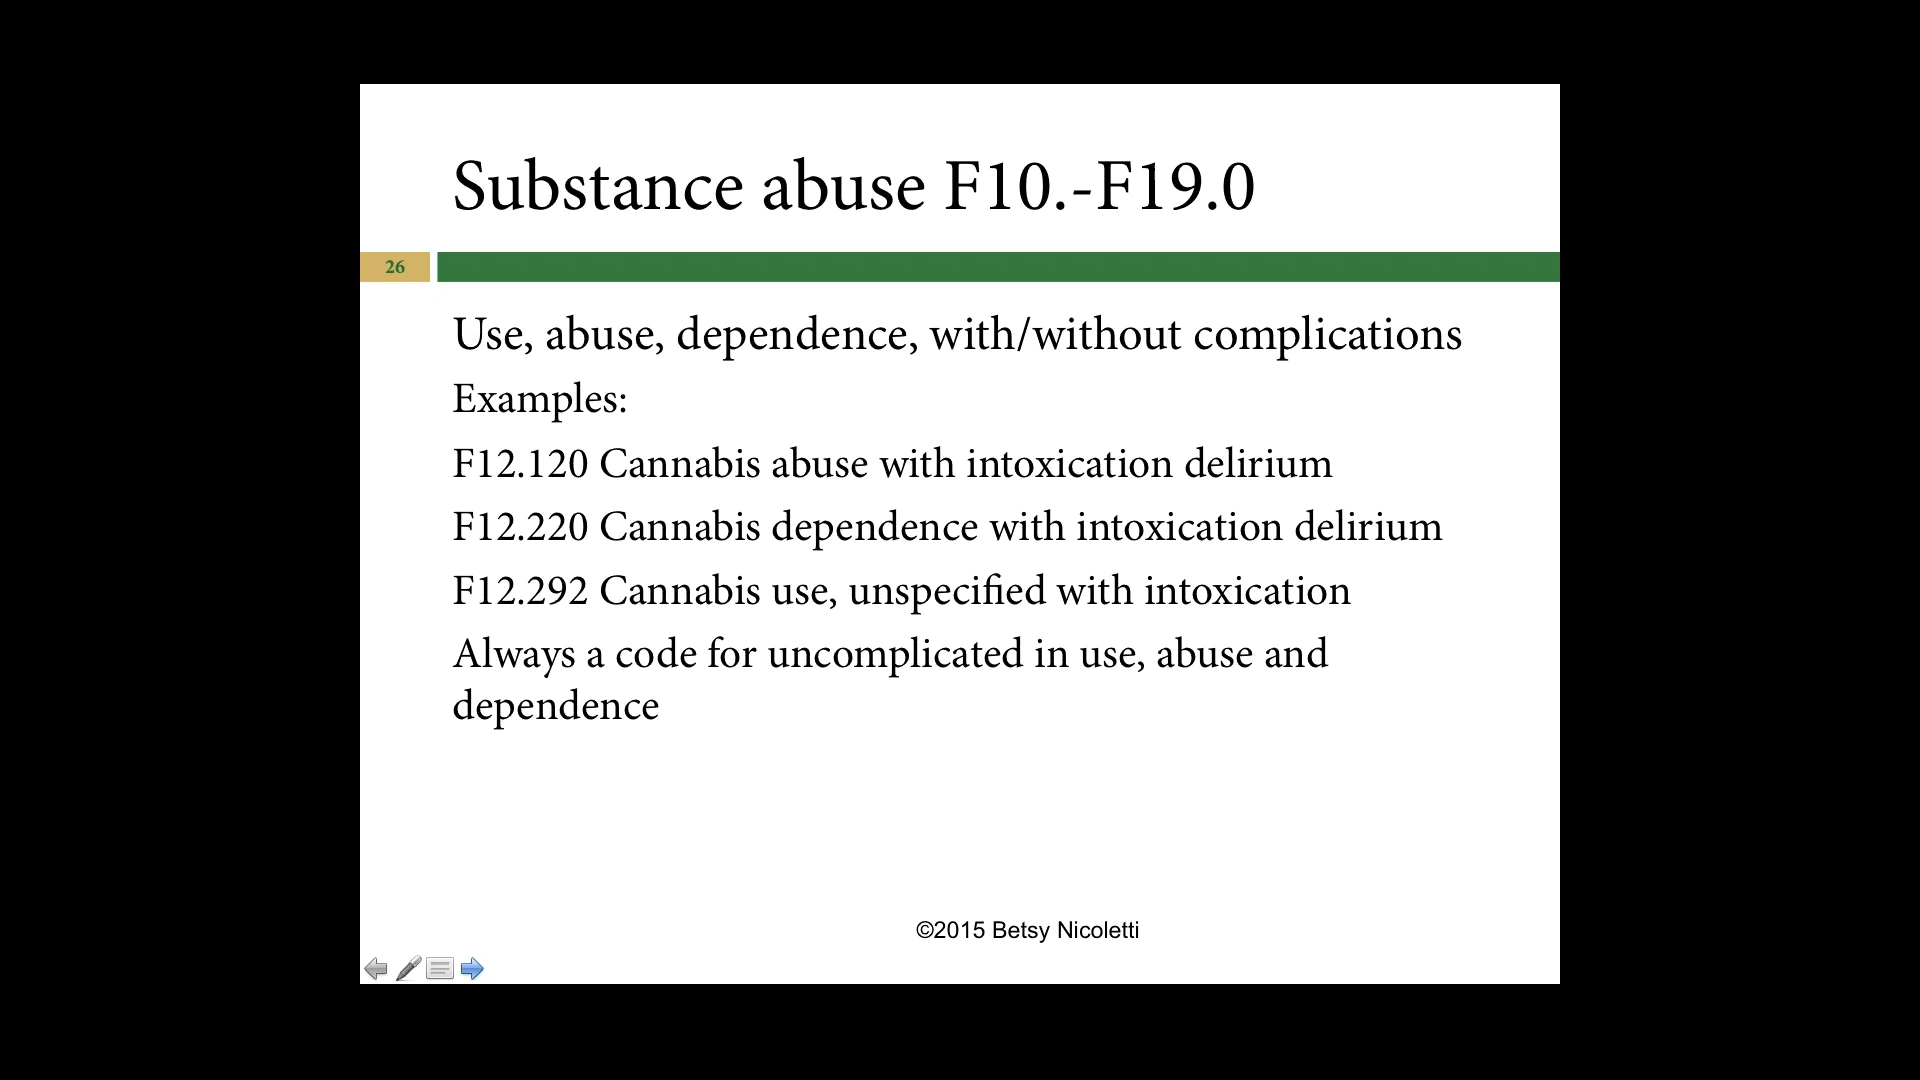 Substance abuse F10.-F19.0
26
Use, abuse, dependence, with/without complications
Examples:
F12.120 Cannabis abuse with intoxication delirium
F12.220 Cannabis dependence with intoxication delirium
F12.292 Cannabis use, unspecified with intoxication
Always a code for uncomplicated in use, abuse and
dependence
©2015 Betsy Nicoletti